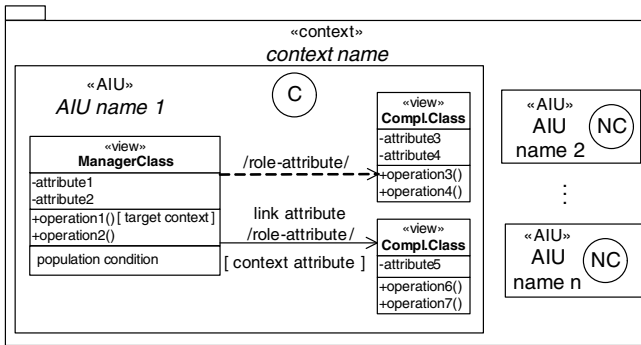 «context»
context name
«AIU»
AIU name 1
C
«view»
ManagerClass
-attribute1
-attribute2
+operation1()[ target context]
+operation2()
population condition
/role-attribute/
link attribute
/role-attribute/
[ context attribute ]
«view»
Compl.Class
-attribute3
-attribute4
+operation3()
+operation4()
«view»
Compl.Class
-attribute5
+operation6()
+operation7()
«AIU»
AIU
name 2
NC
⋮
«AIU»
AIU
name n
NC